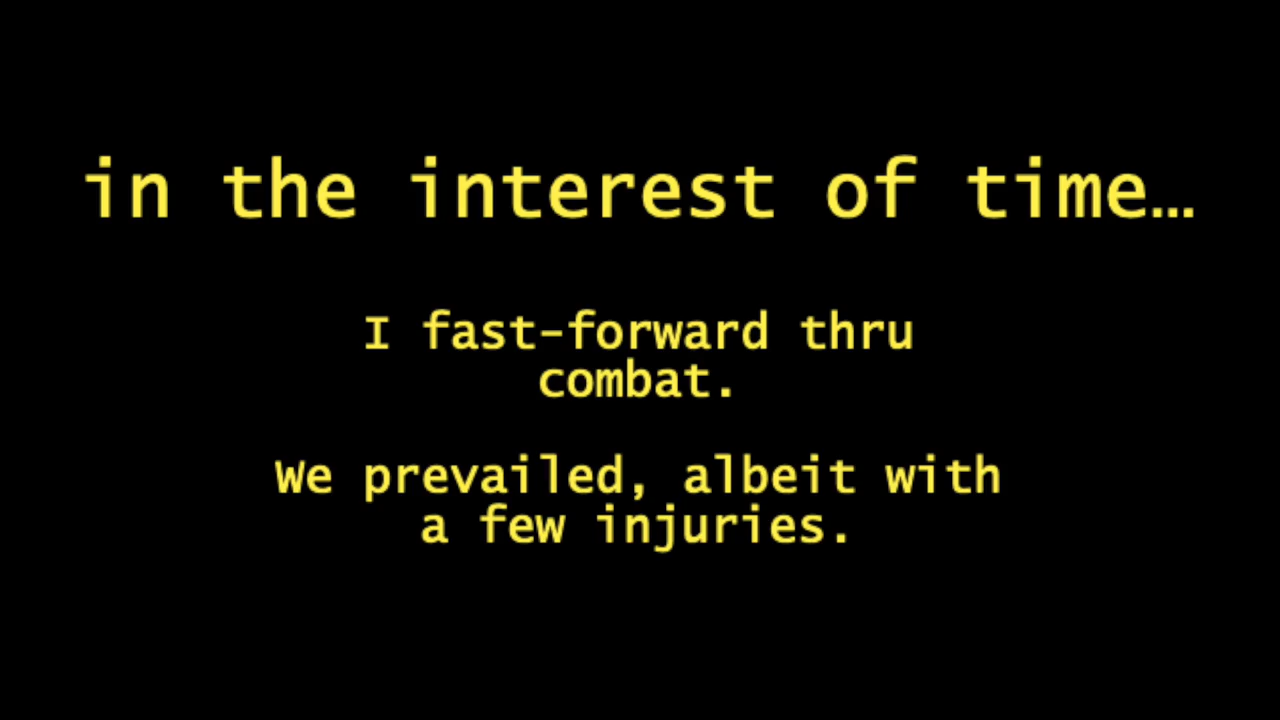 in the interest of time…
I fast-forward thru
combat.
We prevailed, albeit with
a few injuries.